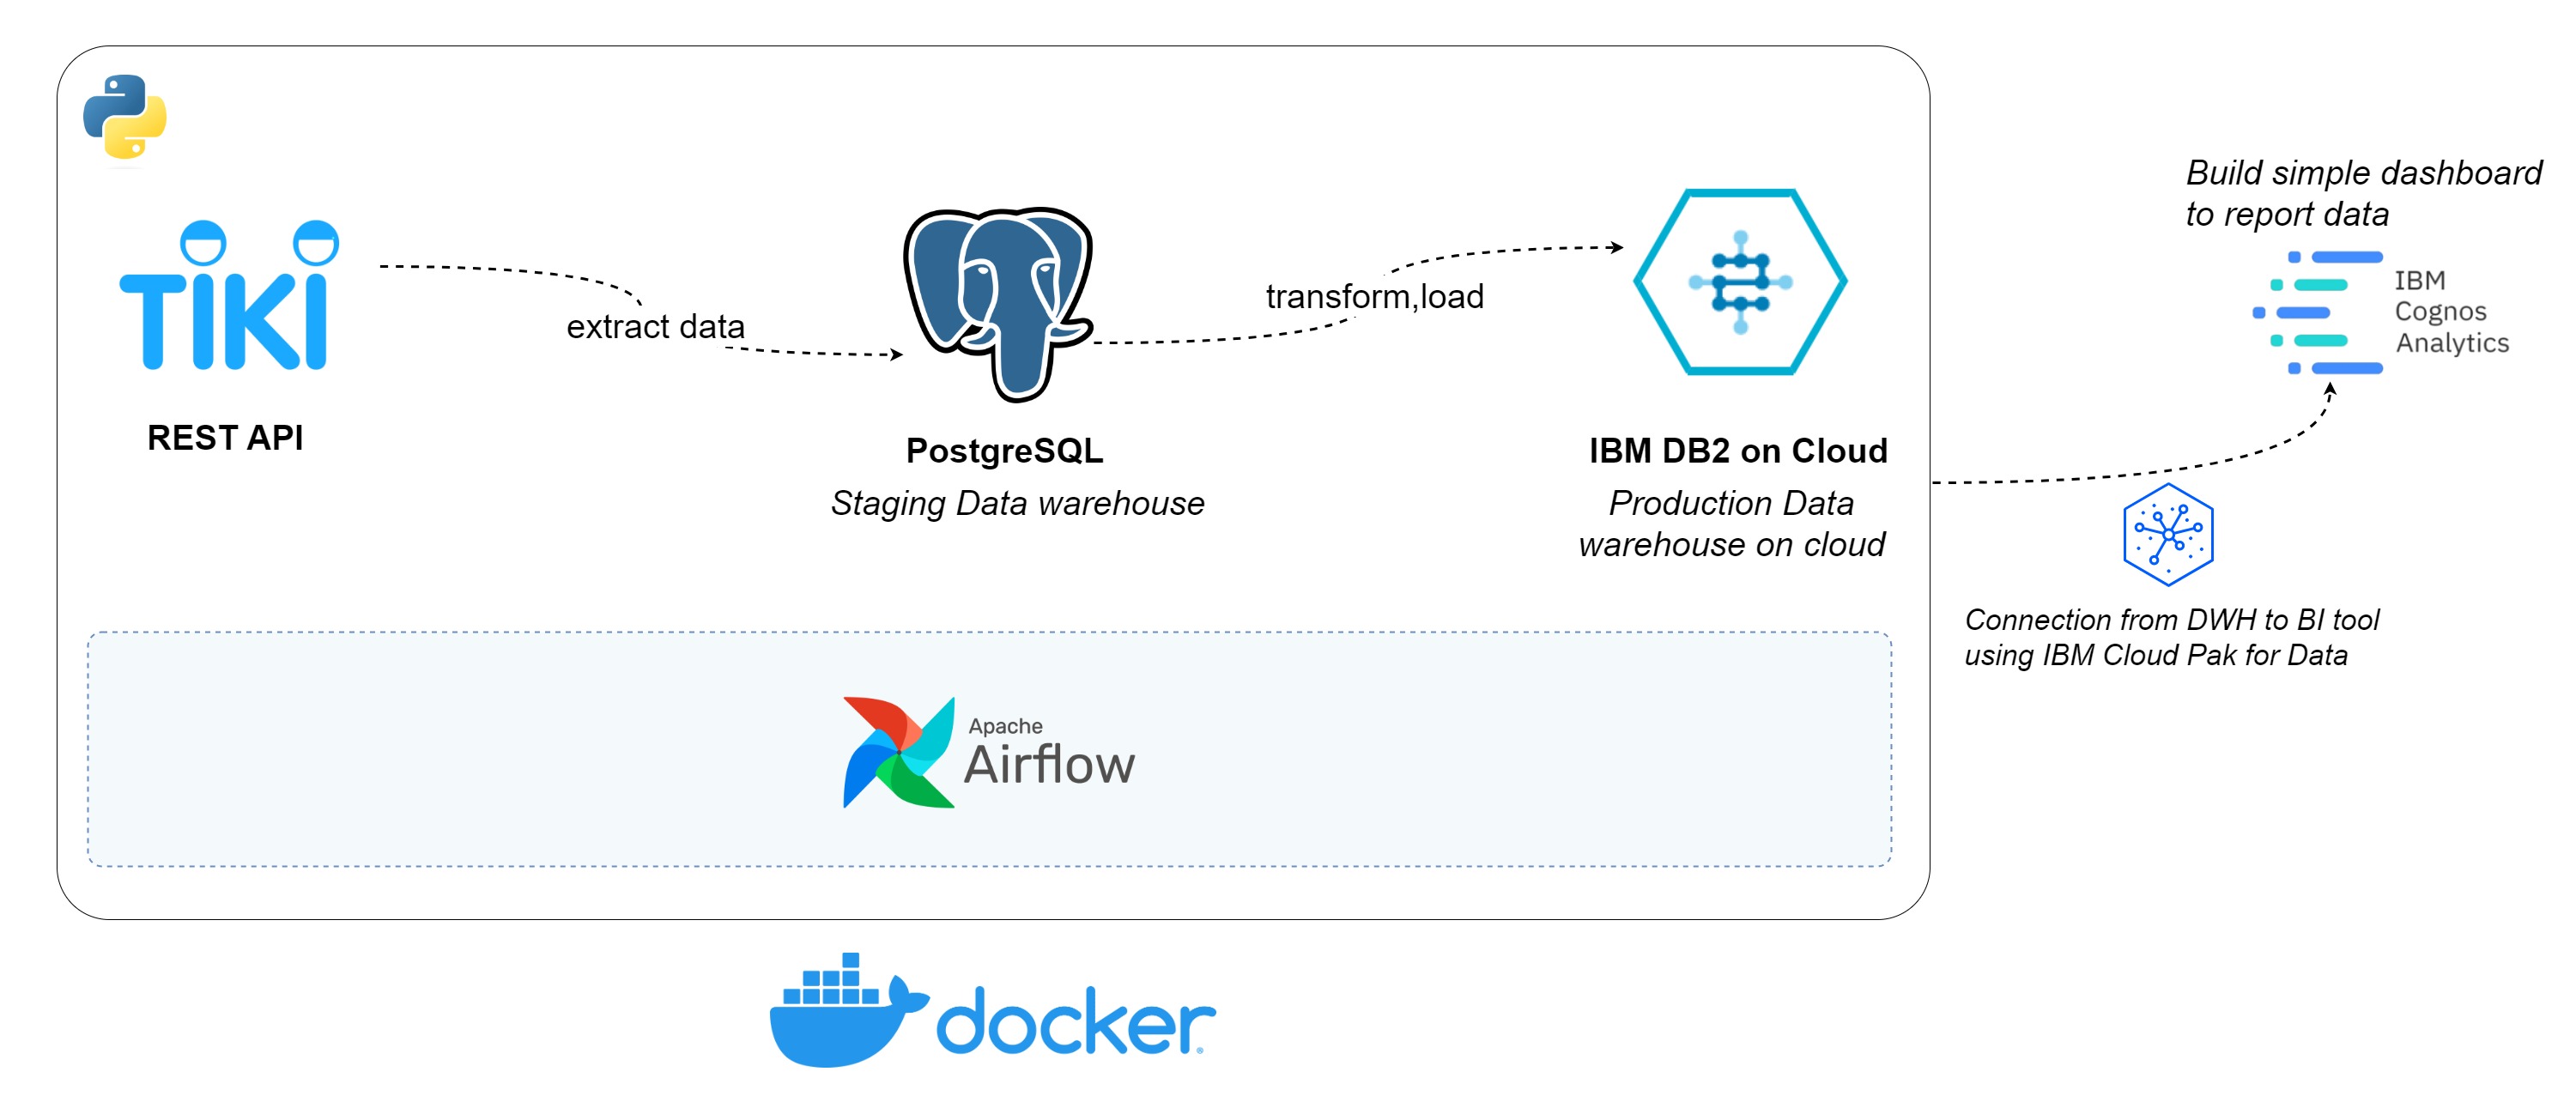 TiKi
REST API
extract data
PostgreSQL
Staging Data warehouse
transform,load
IBM DB2 on Cloud
Production Data
warehouse on cloud
Build simple dashboard
to report data
IBM
Cognos
Analytics
Connection from DWH to BI tool
using IBM Cloud Pak for Data
Apache
Airflow
docker